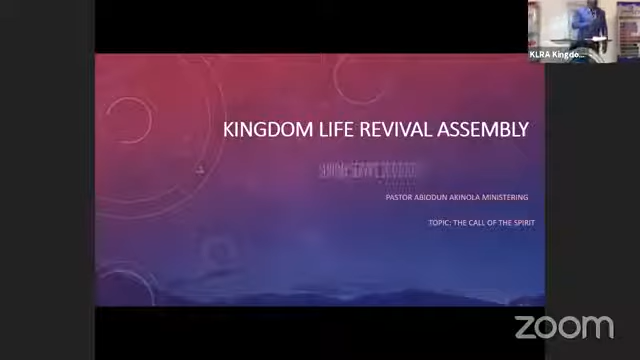 KLRA Kingdo...
KINGDOM LIFE REVIVAL ASSEMBLY
PASTOR ABIODUN AKINOLA MINISTERING
TOPIC: THE CALL OF THE SPIRIT
zoom